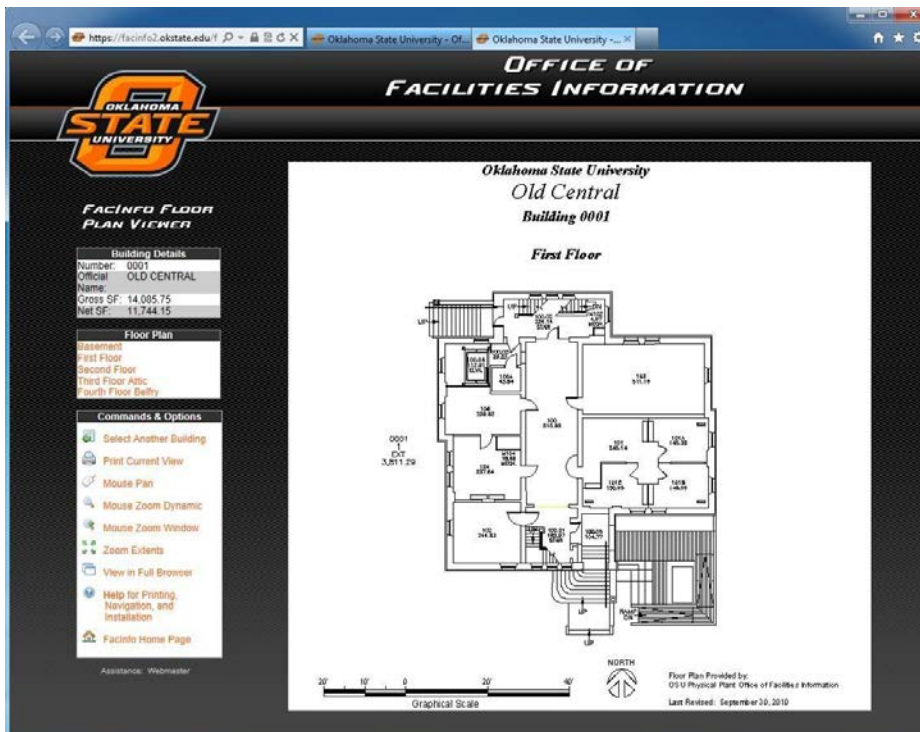 https://facinfo2.okstate.edu/f
Oklahoma State University - Of...
Oklahoma State University -...
OFFICE OF
FACILITIES INFORMATION
OKLAHOMA
STATE
UNIVERSITY
FACINFO FLOOR
PLAN VIEWER
Building Details
Number: 0001
Official Name: OLD CENTRAL
Gross SF: 14,085.75
Net SF: 11,744.15
Floor Plan
Basement
First Floor
Second Floor
Third Floor Attic
Fourth Floor Belfry
Commands & Options
Select Another Building
Print Current View
Mouse Pan
Mouse Zoom Dynamic
Mouse Zoom Window
Zoom Extents
View in Full Browser
Help for Printing,
Navigation, and
Installation
FacInfo Home Page
Assistance: Webmaster
Oklahoma State University
Old Central
Building 0001
First Floor
UP
DN
UP
100
101
0001
1
EXT
3,811.29
UP
UP
RAMP
DN
NORTH
20' 10' 0 20' 40'
Graphical Scale
Floor Plan Provided by:
OSU Physical Plant Office of Facilities Information
Last Revised: September 30, 2010